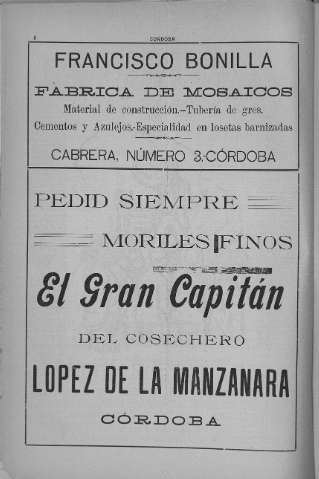 CÓRDOBA
FRANCISCO BONILLA
FÁBRICA DE MOSAICOS
Material de construcción.-Tubería de gres.
Cementos y Azulejos.-Especialidad en losetas barnizadas
CABRERA, NÚMERO 3.-CÓRDOBA
PEDID SIEMPRE
MORILES FINOS
El Gran Capitán
DEL COSECHERO
LOPEZ DE LA MANZANARA
CÓRDOBA